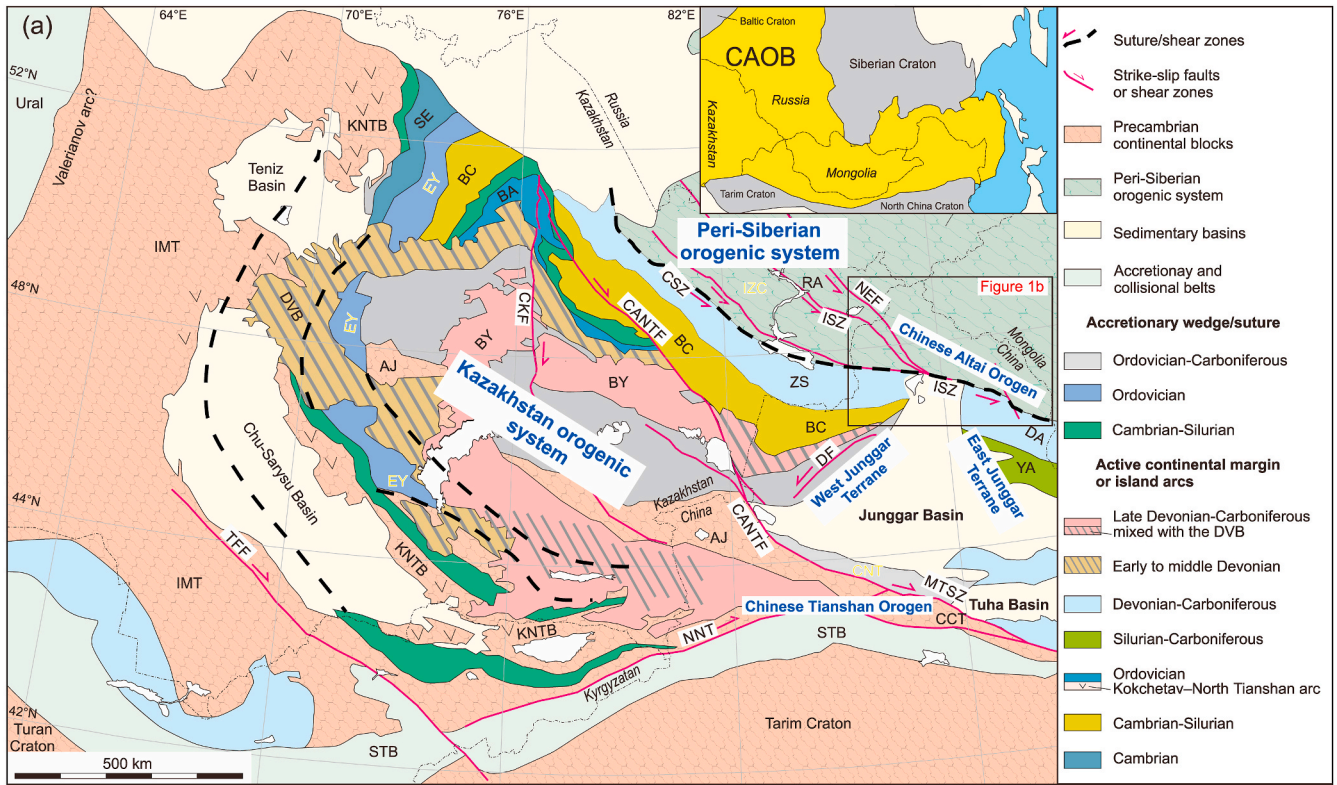 (a)
64°E
70°E
76°E
82°E
52°N
48°N
44°N
42°N
Ural
Valerianov arc?
KNTB
SE
EY
BC
BA
Teniz
Basin
IMT
Russia
Kazakhstan
Baltic Craton
CAOB
Siberian Craton
Russia
Kazakhstan
Mongolia
Tarim Craton
North China Craton
Peri-Siberian
orogenic system
CSZ
IZC
RA
NEF
ISZ
Figure 1b
Mongolia
China
Chinese Altai Orogen
ISZ
DVB
EY
CKF
CANTF
BC
BY
AJ
BY
ZS
BC
DF
DA
YA
Kazakhstan orogenic
system
West Junggar
Terrane
East Junggar
Terrane
Junggar Basin
Chu-Sarysu Basin
EY
Kazakhstan
China
AJ
CANTF
TFF
IMT
KNTB
CNT
MTSZ
Tuha Basin
Chinese Tianshan Orogen
CCT
KNTB
NNT
STB
Kyrgyzatan
Tarim Craton
Turan
Craton
STB
500 km
Suture/shear zones
Strike-slip faults
or shear zones
Precambrian
continental blocks
Peri-Siberian
orogenic system
Sedimentary basins
Accretionay and
collisional belts
Accretionary wedge/suture
Ordovician-Carboniferous
Ordovician
Cambrian-Silurian
Active continental margin
or island arcs
Late Devonian-Carboniferous
mixed with the DVB
Early to middle Devonian
Devonian-Carboniferous
Silurian-Carboniferous
Ordovician
Kokchetav–North Tianshan arc
Cambrian-Silurian
Cambrian